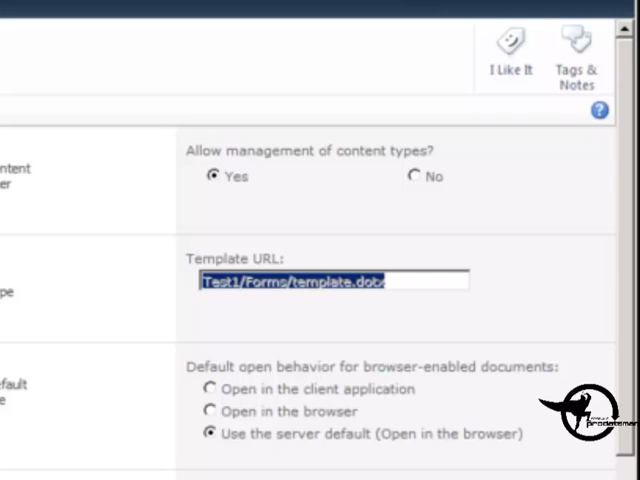 I Like It
Tags &
Notes
Allow management of content types?
ntent
er
Yes
No
Template URL:
pe
Test1/Forms/template.dotx
Default open behavior for browser-enabled documents:
efault
e
Open in the client application
Open in the browser
Use the server default (Open in the browser)